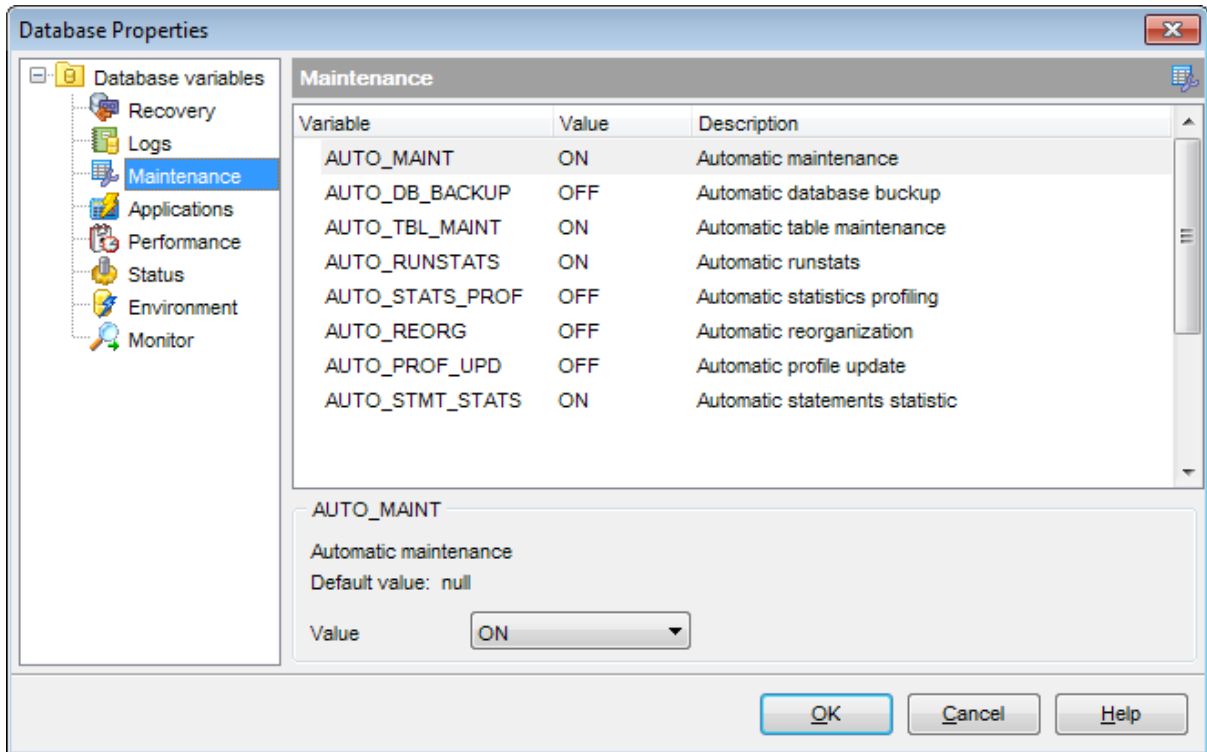 Database Properties
Database variables
Recovery
Logs
Maintenance
Applications
Performance
Status
Environment
Monitor
Maintenance
Variable Value Description
AUTO_MAINT ON Automatic maintenance
AUTO_DB_BACKUP OFF Automatic database buckup
AUTO_TBL_MAINT ON Automatic table maintenance
AUTO_RUNSTATS ON Automatic runstats
AUTO_STATS_PROF OFF Automatic statistics profiling
AUTO_REORG OFF Automatic reorganization
AUTO_PROF_UPD OFF Automatic profile update
AUTO_STMT_STATS ON Automatic statements statistic
AUTO_MAINT
Automatic maintenance
Default value: null
Value ON
OK Cancel Help